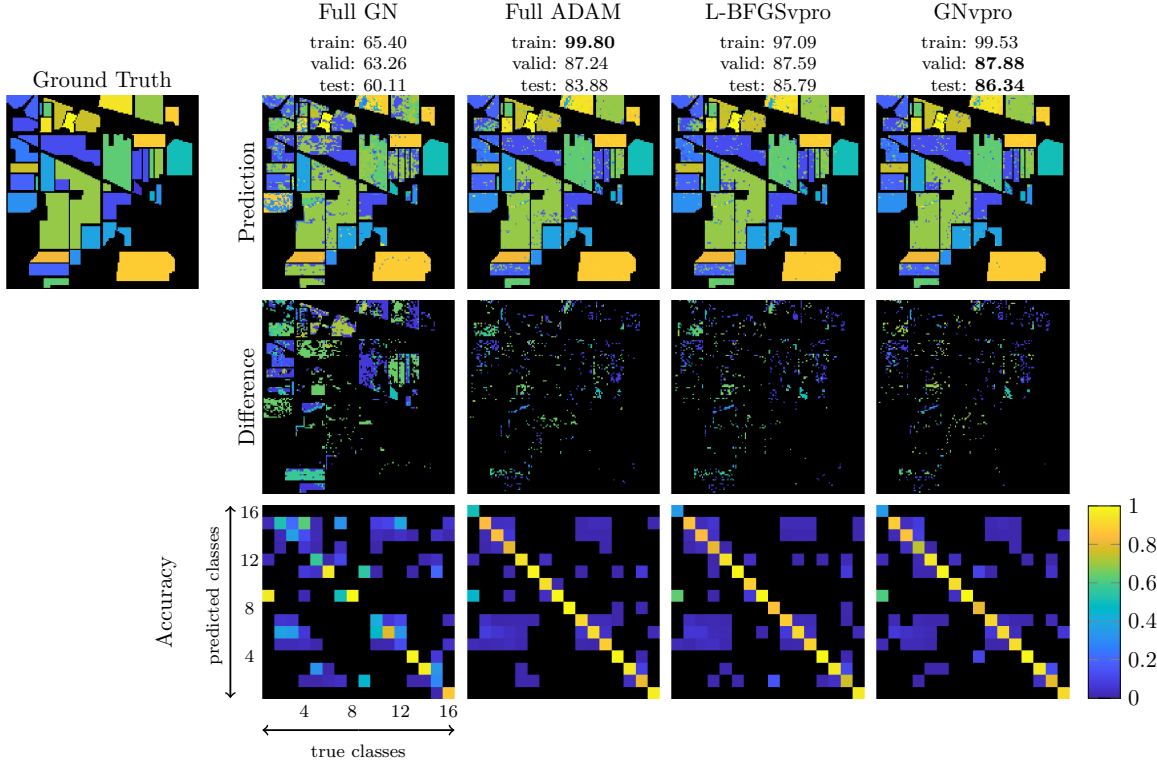 Full GN
train: 65.40
valid: 63.26
test: 60.11
Full ADAM
train: 99.80
valid: 87.24
test: 83.88
L-BFGSvpro
train: 97.09
valid: 87.59
test: 85.79
GNvpro
train: 99.53
valid: 87.88
test: 86.34
Ground Truth
Prediction
Difference
Accuracy
predicted classes
16
12
8
4
4
8
12
16
true classes
1
0.8
0.6
0.4
0.2
0